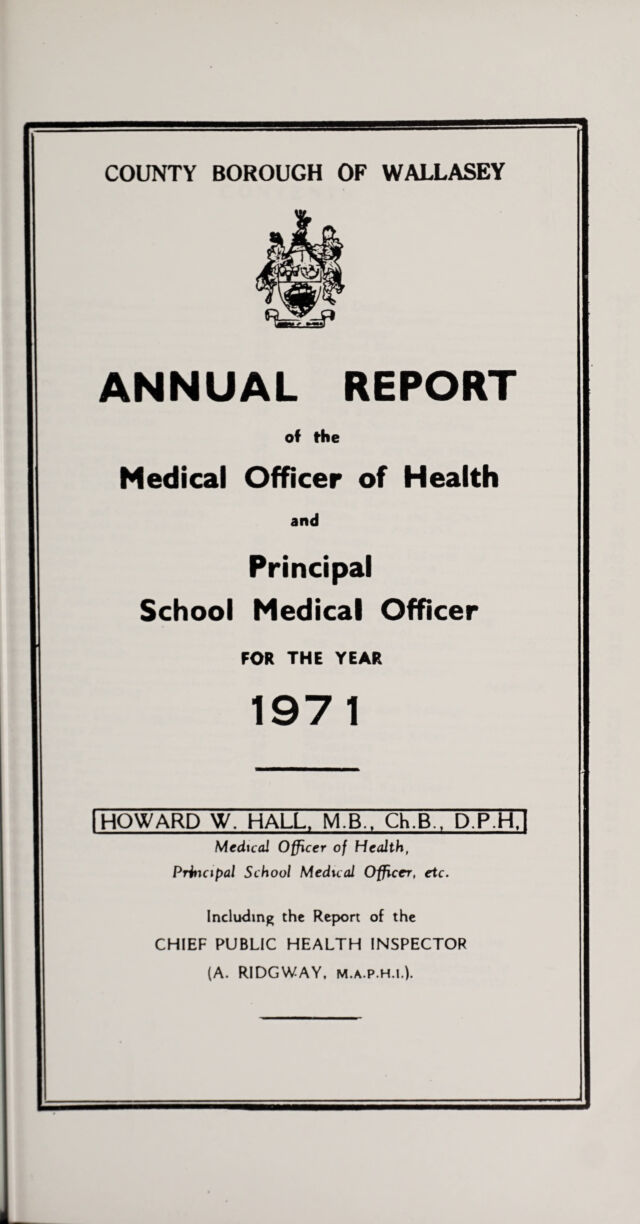 COUNTY BOROUGH OF WALLASEY
ANNUAL REPORT
of the
Medical Officer of Health
and
Principal
School Medical Officer
FOR THE YEAR
1971
HOWARD W. HALL, M.B., Ch.B., D.P.H,
Medical Officer of Health,
Principal School Medical Officer, etc.
Including the Report of the
CHIEF PUBLIC HEALTH INSPECTOR
(A. RIDGWAY, M.A.P.H.I.).